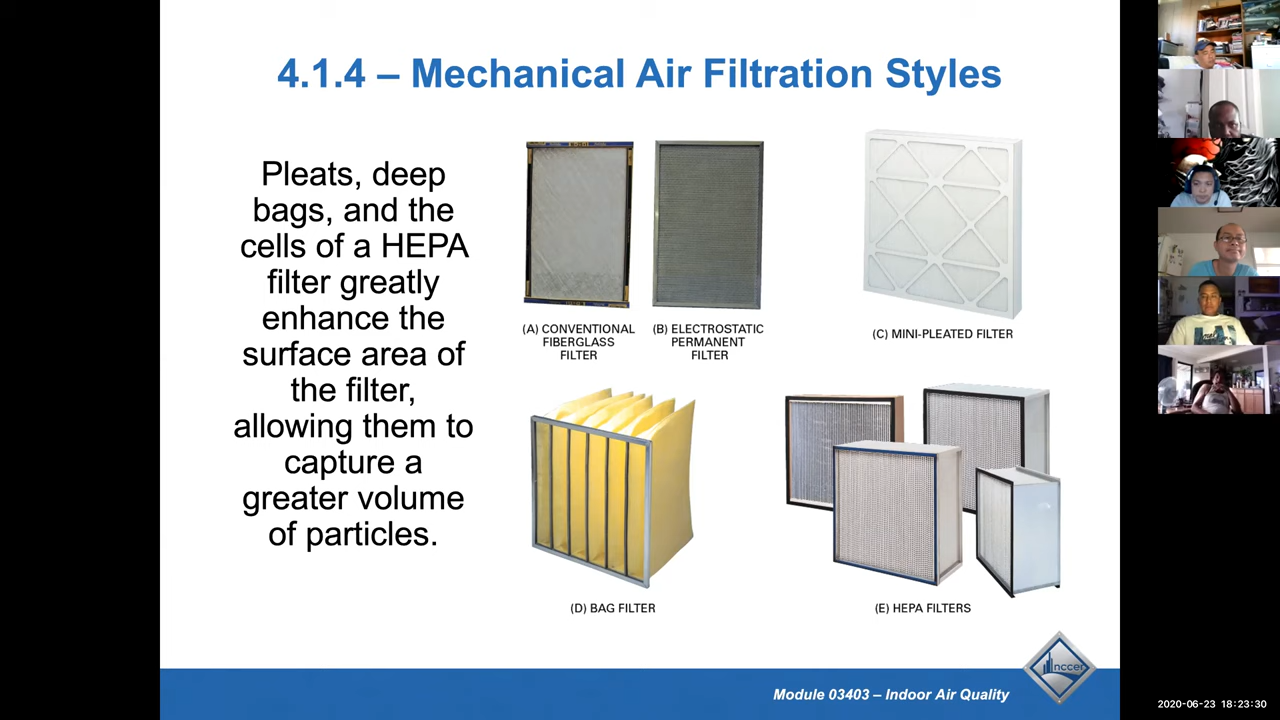 4.1.4 – Mechanical Air Filtration Styles
Pleats, deep
bags, and the
cells of a HEPA
filter greatly
enhance the
surface area of
the filter,
allowing them to
capture a
greater volume
of particles.
(A) CONVENTIONAL
FIBERGLASS
FILTER
(B) ELECTROSTATIC
PERMANENT
FILTER
(C) MINI-PLEATED FILTER
(D) BAG FILTER
(E) HEPA FILTERS
nccer
Module 03403 – Indoor Air Quality
2020-06-23 18:23:30